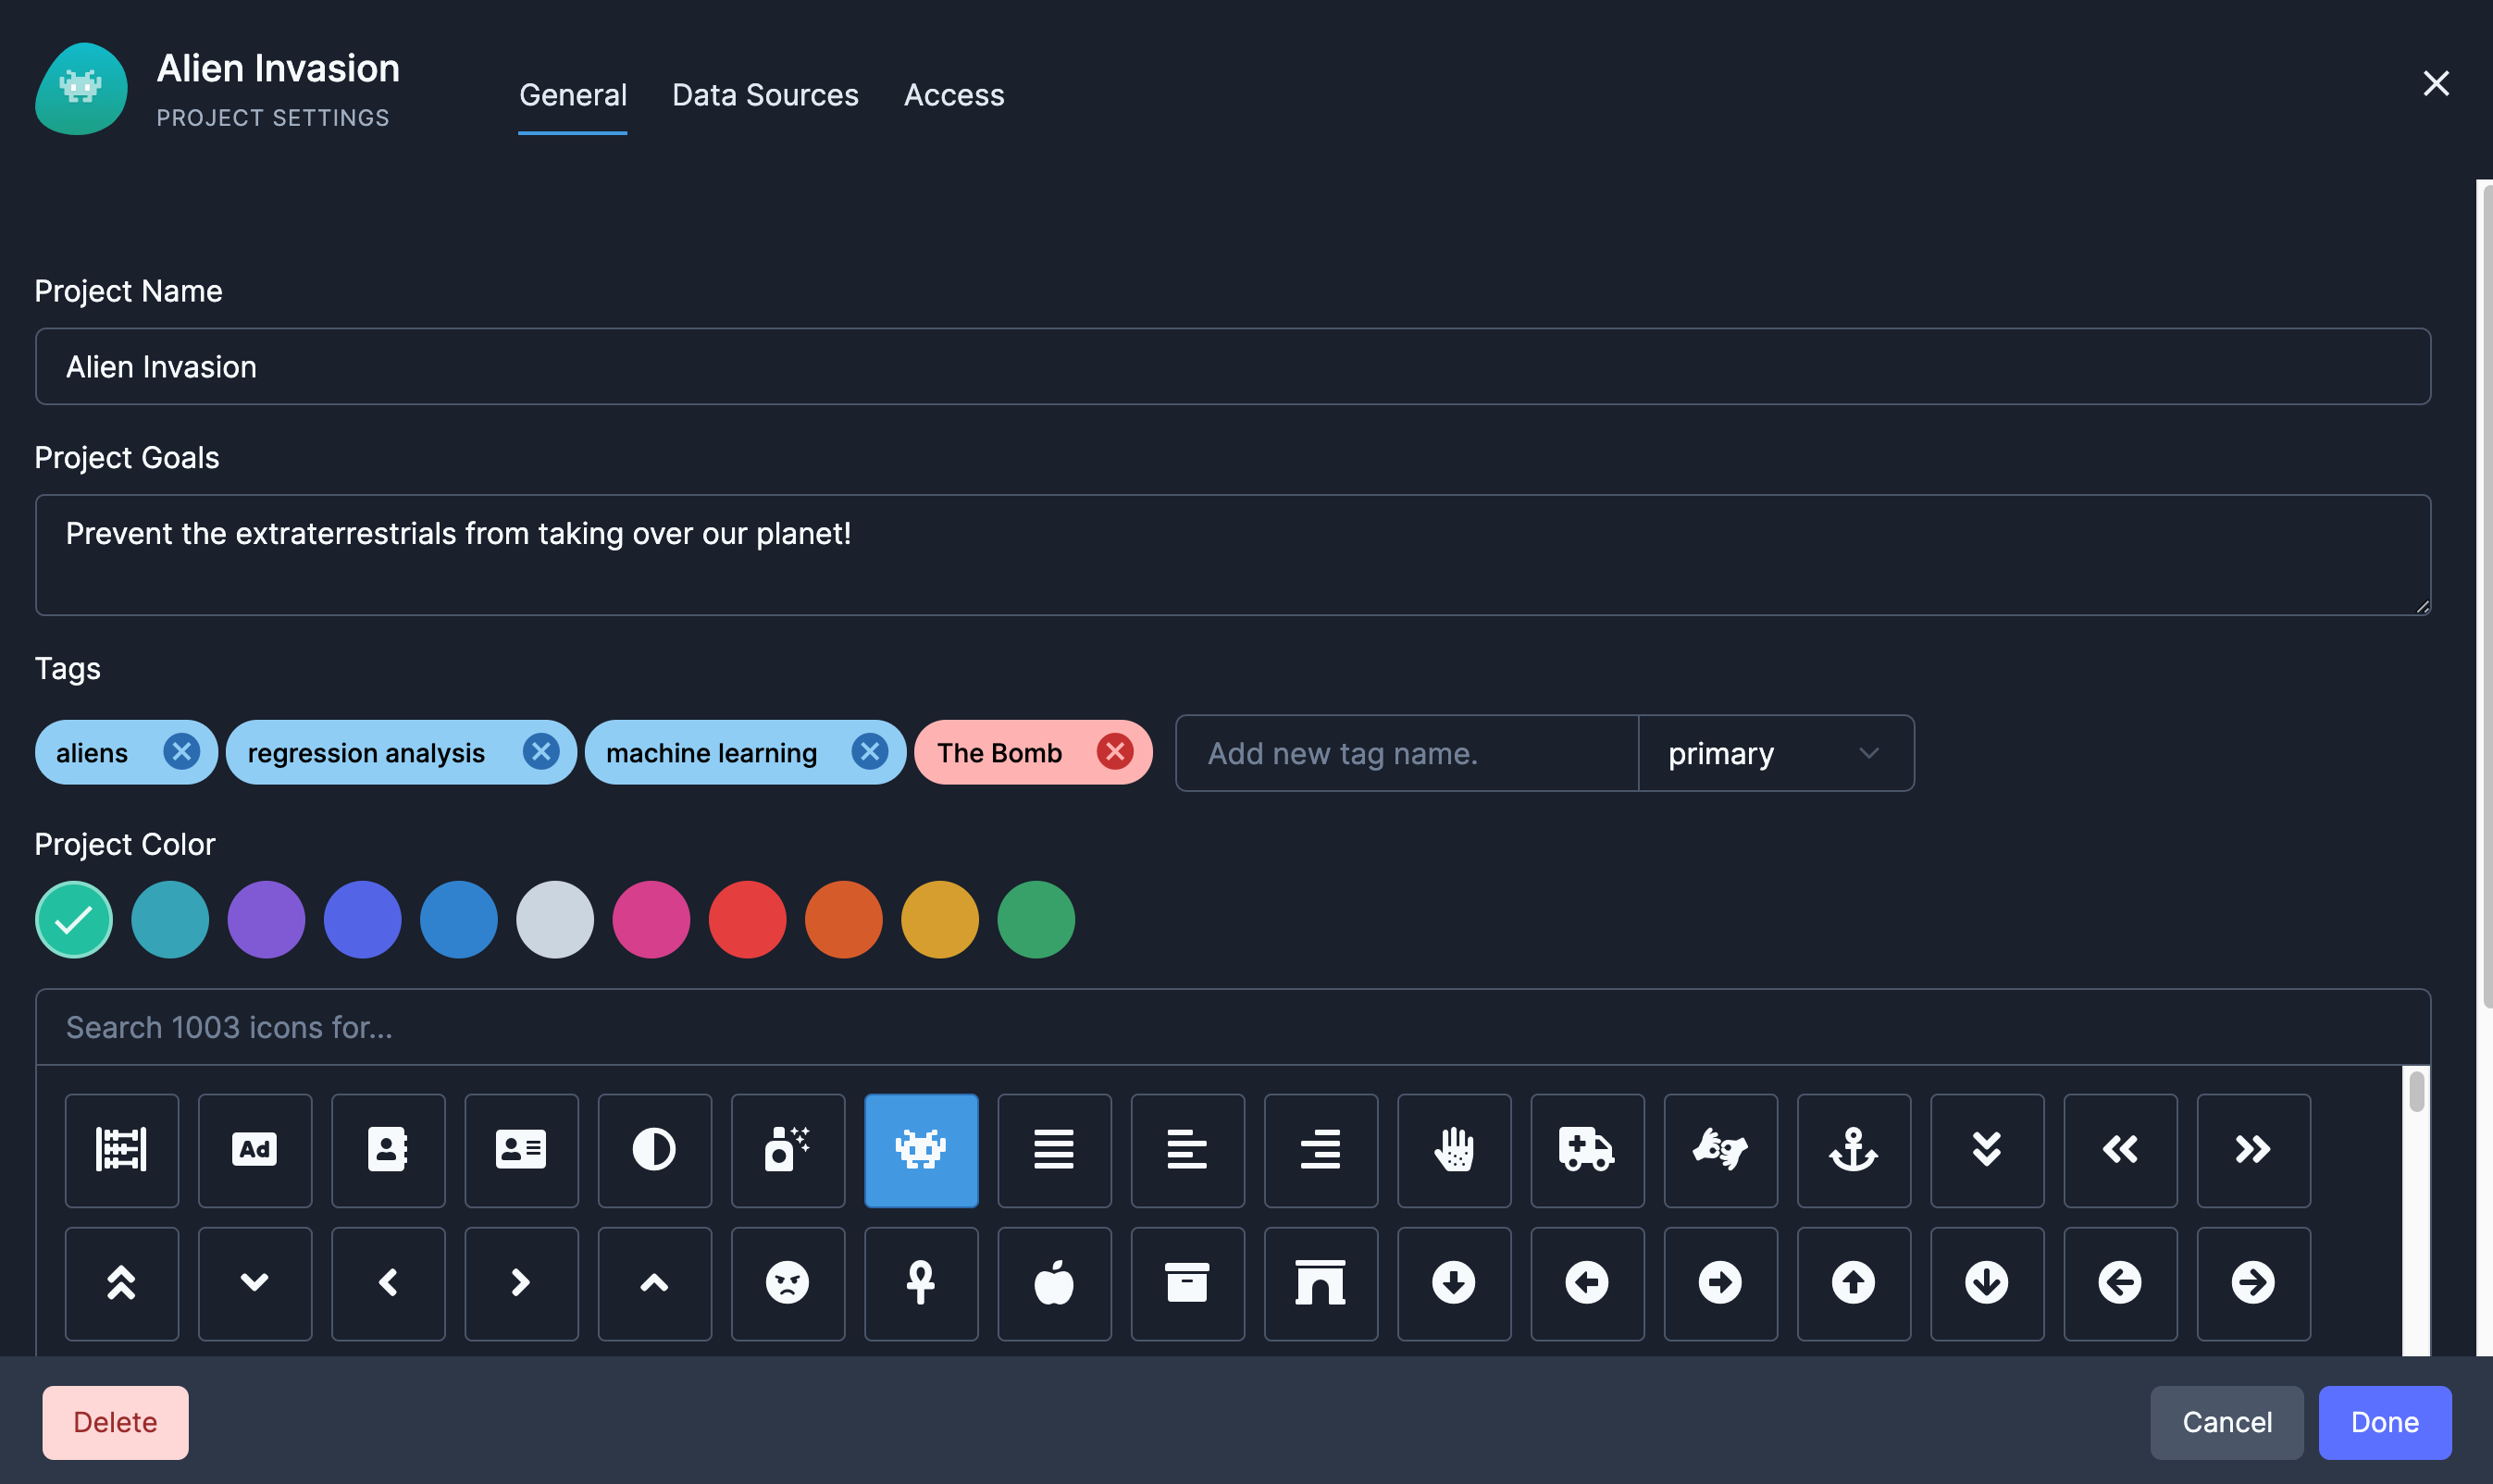 Alien Invasion
PROJECT SETTINGS
General Data Sources Access
Project Name
Alien Invasion
Project Goals
Prevent the extraterrestrials from taking over our planet!
Tags
aliens regression analysis machine learning The Bomb Add new tag name. primary
Project Color
Search 1003 icons for...
Ad
Delete Cancel Done